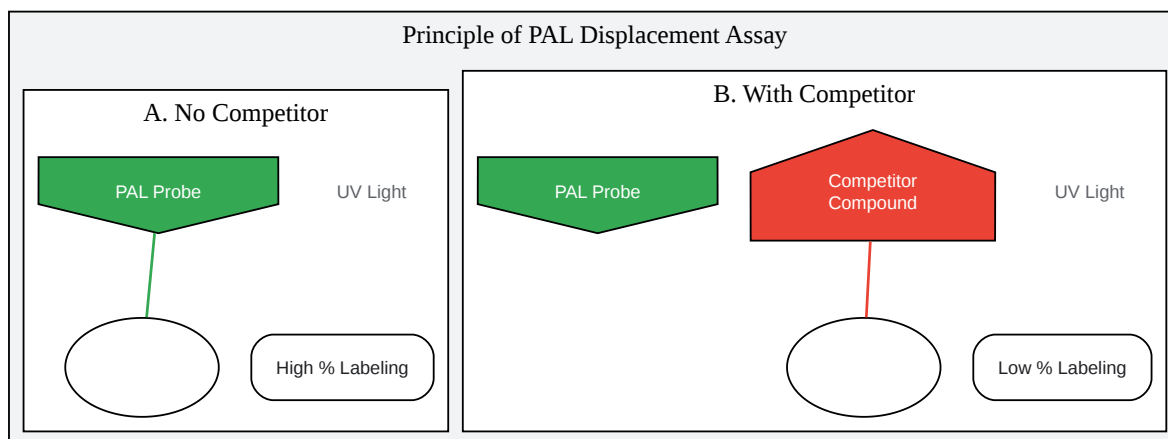 Principle of PAL Displacement Assay
A. No Competitor
PAL Probe
UV Light
High % Labeling
B. With Competitor
PAL Probe
Competitor
Compound
UV Light
Low % Labeling